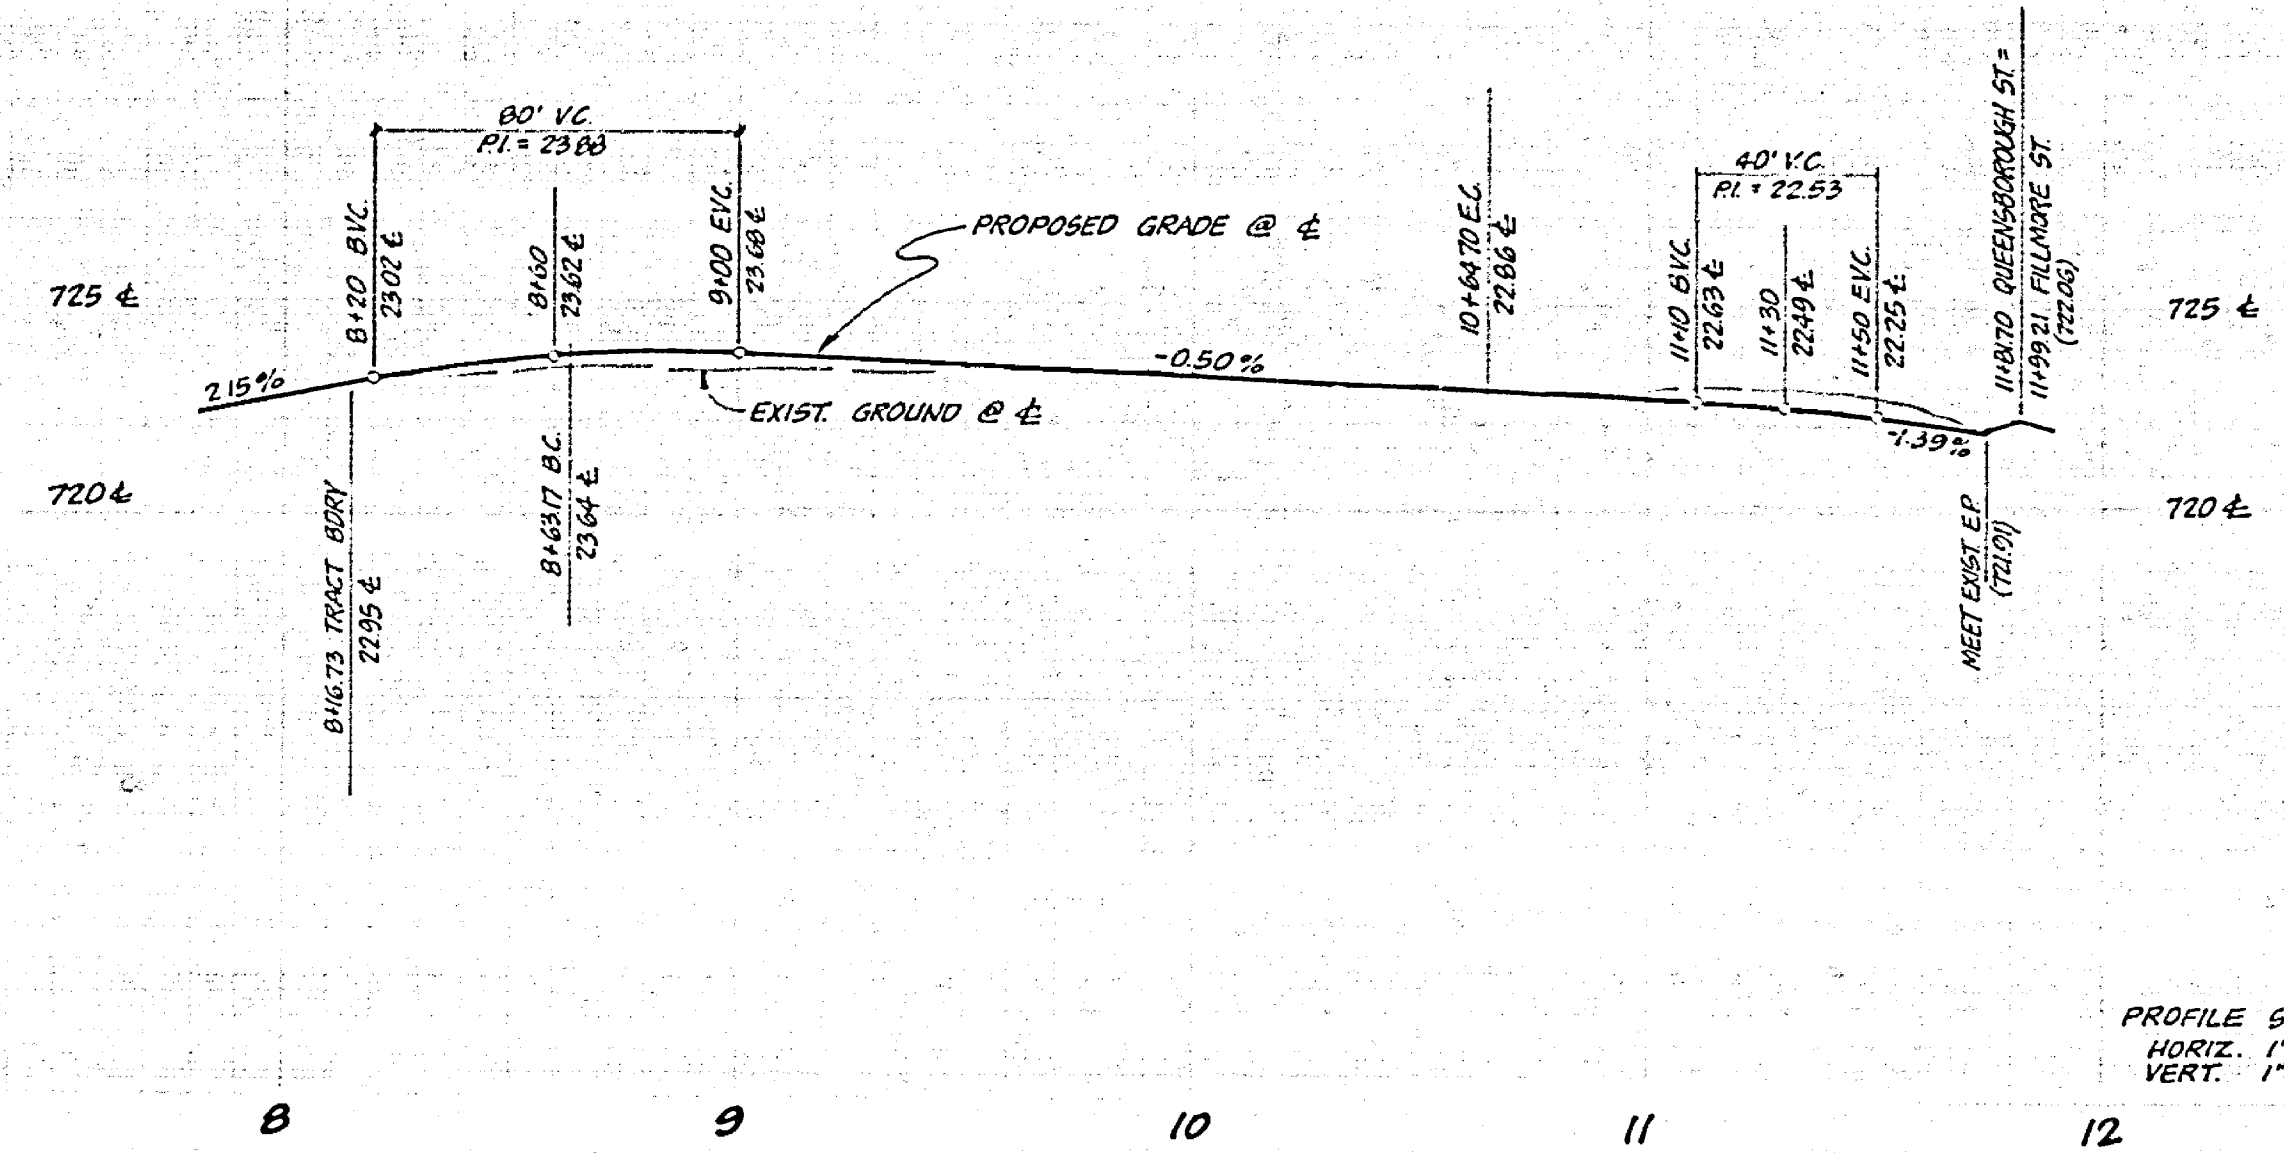 80' V.C.
P.I. = 23.88
8+20 B.V.C.
23.02 ℄
8+60
23.62 ℄
9+00 E.V.C.
23.68 ℄
PROPOSED GRADE @ ℄
10+64.70 E.C.
22.86 ℄
40' V.C.
P.I. = 22.53
11+10 B.V.C.
22.63 ℄
11+30
22.49 ℄
11+50 E.V.C.
22.25 ℄
11+81.70 QUEENSBOROUGH ST. =
11+99.21 FILLMORE ST.
(722.06)
725 ℄
725 ℄
2.15%
-0.50%
EXIST. GROUND @ ℄
-1.39%
720 ℄
720 ℄
8+16.73 TRACT BDRY
22.95 ℄
8+63.17 B.C.
23.64 ℄
MEET EXIST. E.P.
(721.91)
PROFILE S
HORIZ. 1"
VERT. 1"
8
9
10
11
12